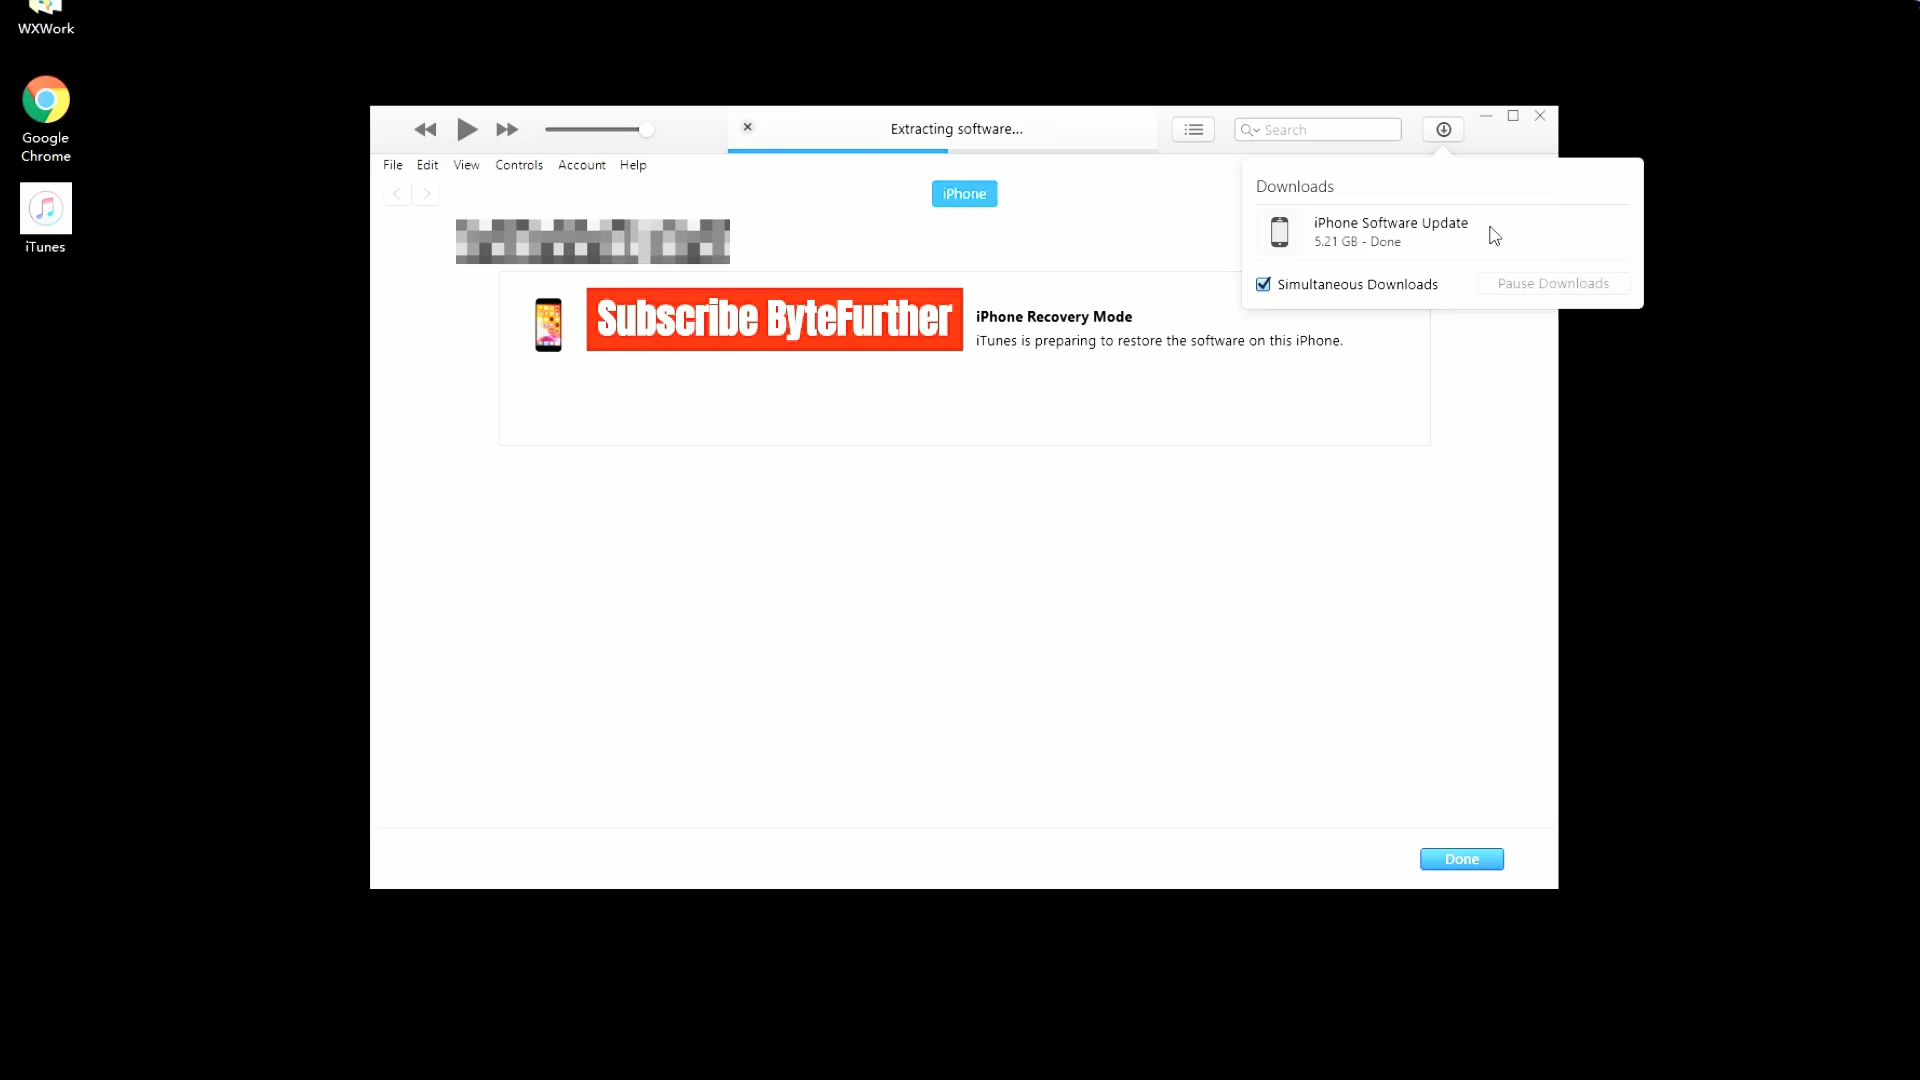 WXWork
Google
Chrome
iTunes
Extracting software...
Search
File Edit View Controls Account Help
iPhone
Downloads
iPhone Software Update
5.21 GB - Done
Simultaneous Downloads
Pause Downloads
Subscribe ByteFurther
iPhone Recovery Mode
iTunes is preparing to restore the software on this iPhone.
Done